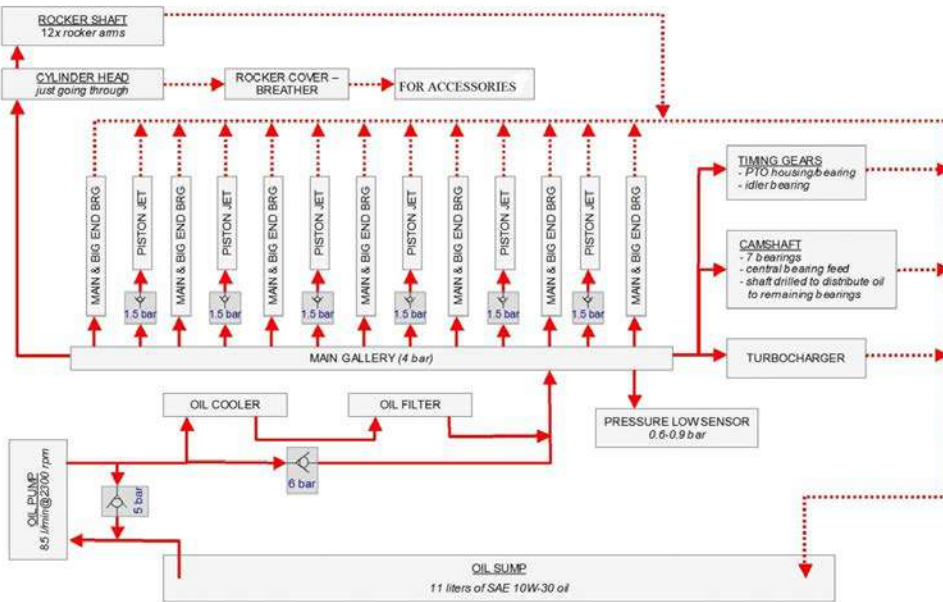 ROCKER SHAFT
12x rocker arms
CYLINDER HEAD
just going through
ROCKER COVER –
BREATHER
FOR ACCESSORIES
MAIN & BIG END BRG
PISTON JET
MAIN & BIG END BRG
PISTON JET
MAIN & BIG END BRG
PISTON JET
MAIN & BIG END BRG
PISTON JET
MAIN & BIG END BRG
PISTON JET
MAIN & BIG END BRG
PISTON JET
MAIN & BIG END BRG
1.5 bar
1.5 bar
1.5 bar
1.5 bar
1.5 bar
1.5 bar
TIMING GEARS
- PTO housing/bearing
- idler bearing
CAMSHAFT
- 7 bearings
- central bearing feed
- shaft drilled to distribute oil
to remaining bearings
MAIN GALLERY (4 bar)
TURBOCHARGER
OIL COOLER
OIL FILTER
PRESSURE LOW SENSOR
0.6-0.9 bar
OIL PUMP
85 l/min@2300 rpm
6 bar
5 bar
OIL SUMP
11 liters of SAE 10W-30 oil